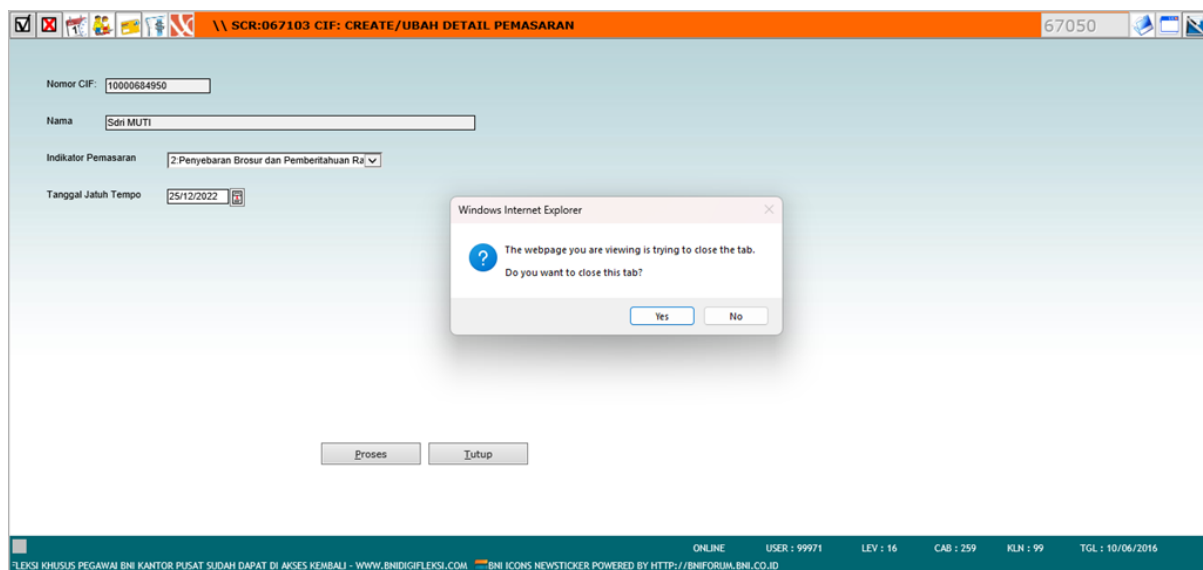 \\ SCR:067103 CIF: CREATE/UBAH DETAIL PEMASARAN
67050
Nomor CIF: 10000684950
Nama Sdri MUTI
Indikator Pemasaran 2:Penyebaran Brosur dan Pemberitahuan Ra
Tanggal Jatuh Tempo 25/12/2022
Windows Internet Explorer
The webpage you are viewing is trying to close the tab.
Do you want to close this tab?
Yes No
Proses Tutup
ONLINE USER : 99971 LEV : 16 CAB : 259 KLN : 99 TGL : 10/06/2016
FLEKSI KHUSUS PEGAWAI BNI KANTOR PUSAT SUDAH DAPAT DI AKSES KEMBALI - WWW.BNIDIGIFLEKSI.COM BNI ICONS NEWSTICKER POWERED BY HTTP://BNIFORUM.BNI.CO.ID